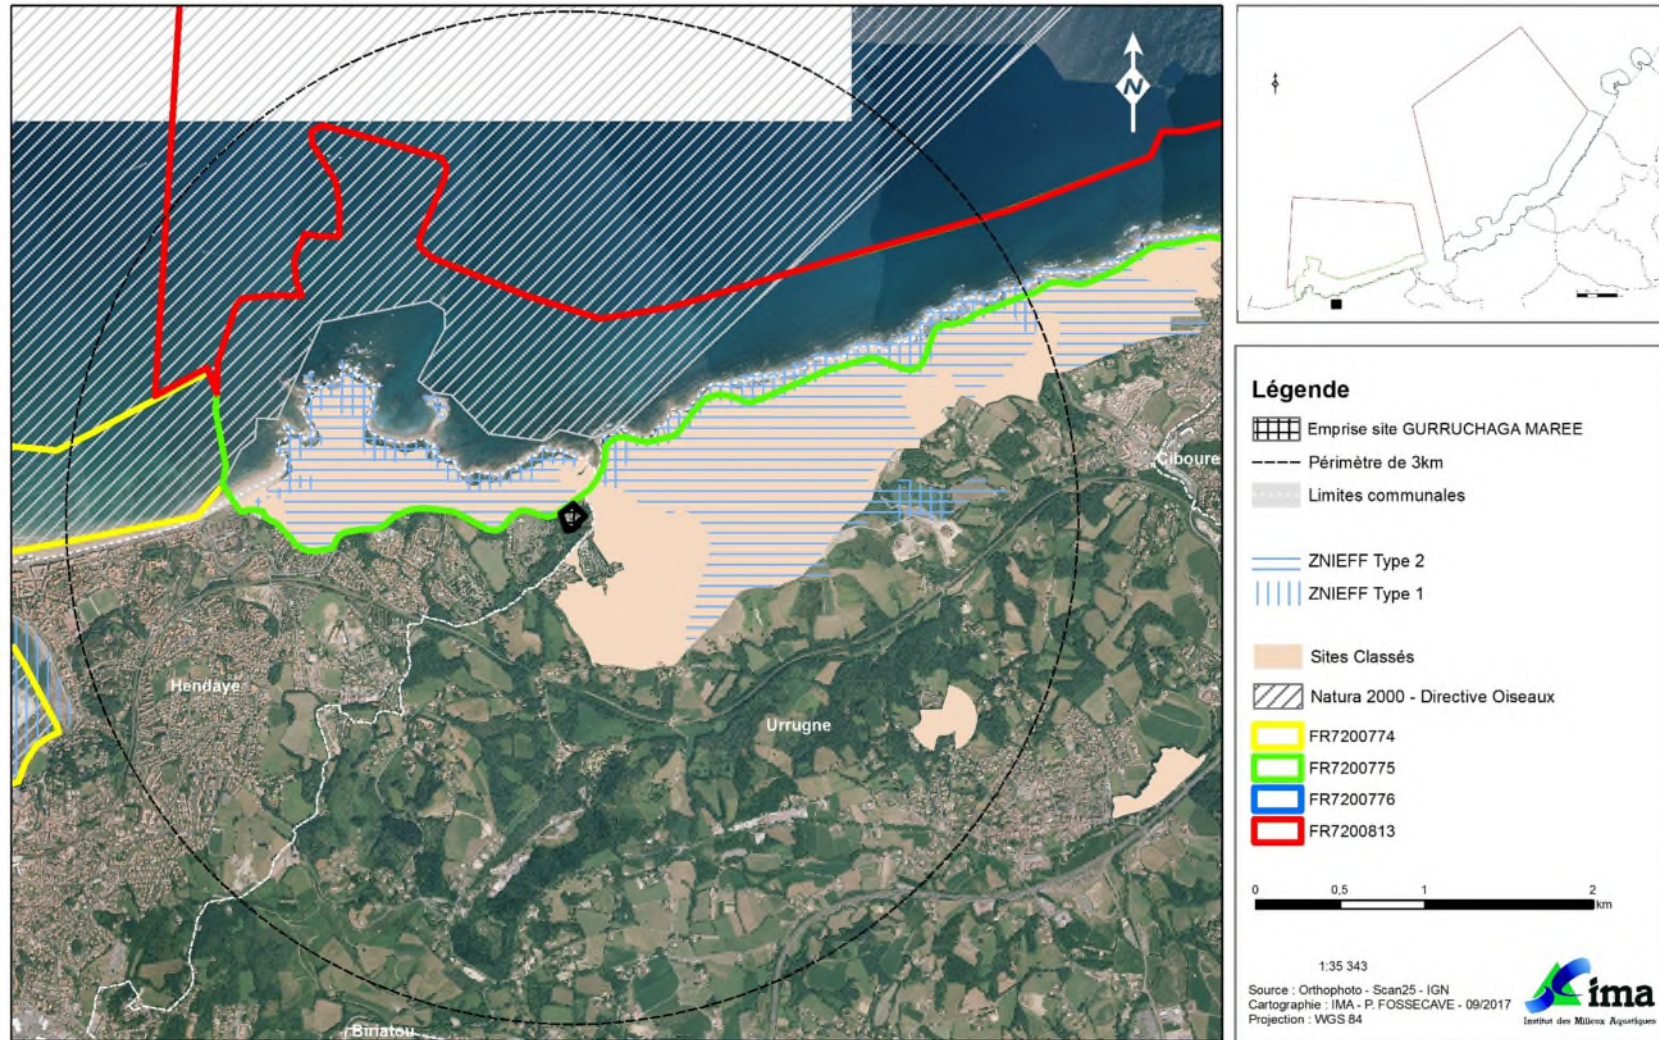 N
Ciboure
Hendaye
Urrugne
Biriatou
Légende
Emprise site GURRUCHAGA MAREE
Périmètre de 3km
Limites communales
ZNIEFF Type 2
ZNIEFF Type 1
Sites Classés
Natura 2000 - Directive Oiseaux
FR7200774
FR7200775
FR7200776
FR7200813
0 0,5 1 2
km
1:35 343
Source : Orthophoto - Scan25 - IGN
Cartographie : IMA - P. FOSSECAVE - 09/2017
Projection : WGS 84
ima
Institut des Milieux Aquatiques